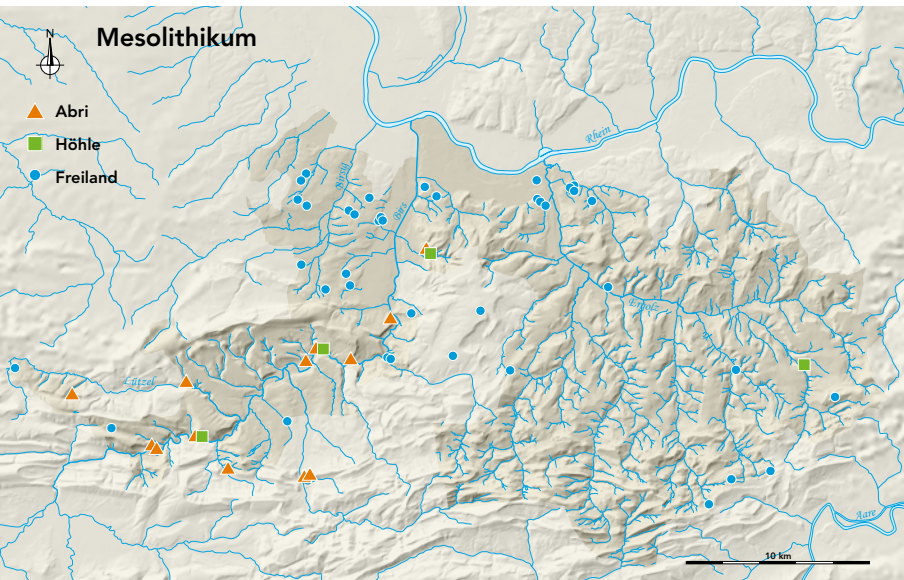 N
Mesolithikum
Abri
Höhle
Freiland
Rhein
Birsig
Birs
Ergolz
Lützel
Aare
10 km